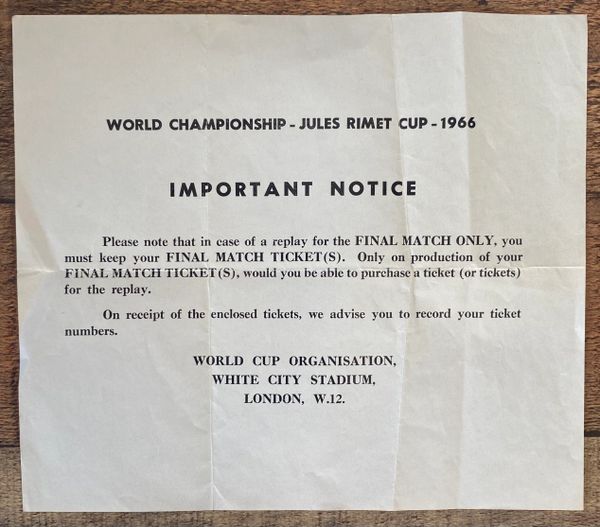 WORLD CHAMPIONSHIP - JULES RIMET CUP - 1966
IMPORTANT NOTICE
Please note that in case of a replay for the FINAL MATCH ONLY, you
must keep your FINAL MATCH TICKET(S). Only on production of your
FINAL MATCH TICKET(S), would you be able to purchase a ticket (or tickets)
for the replay.
On receipt of the enclosed tickets, we advise you to record your ticket
numbers.
WORLD CUP ORGANISATION,
WHITE CITY STADIUM,
LONDON, W.12.